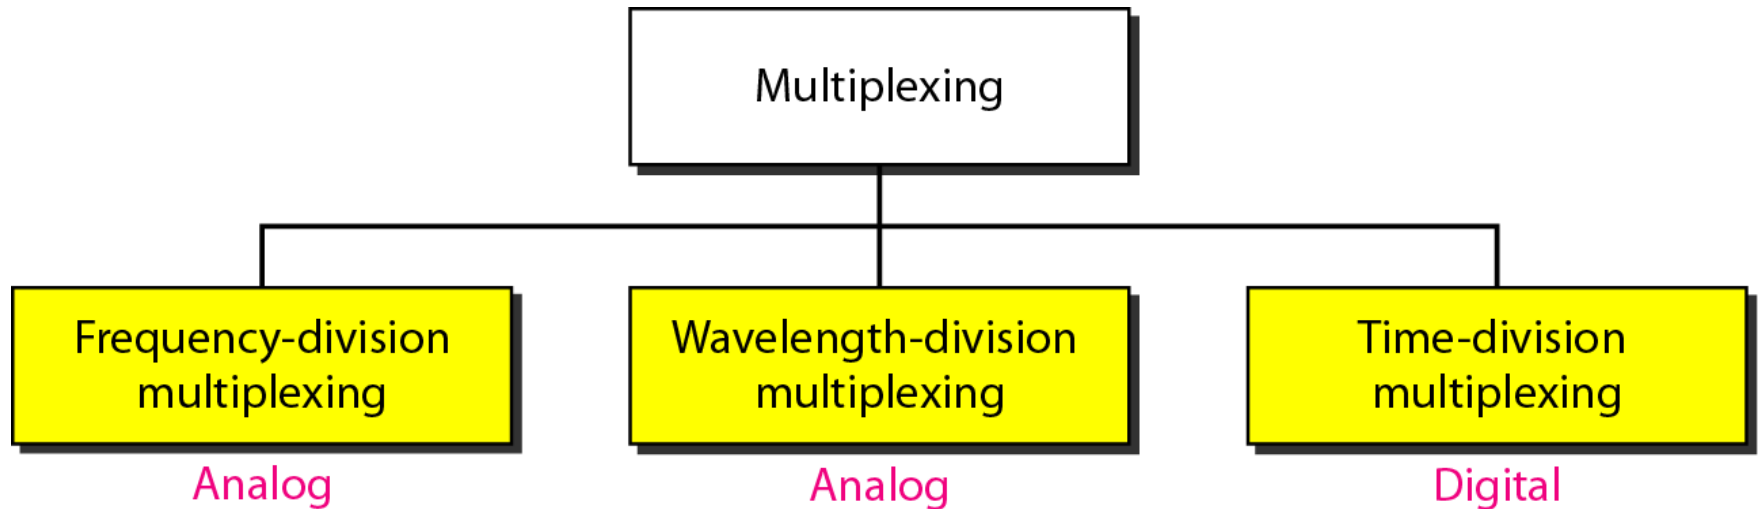 Multiplexing
Frequency-division
multiplexing
Wavelength-division
multiplexing
Time-division
multiplexing
Analog
Analog
Digital